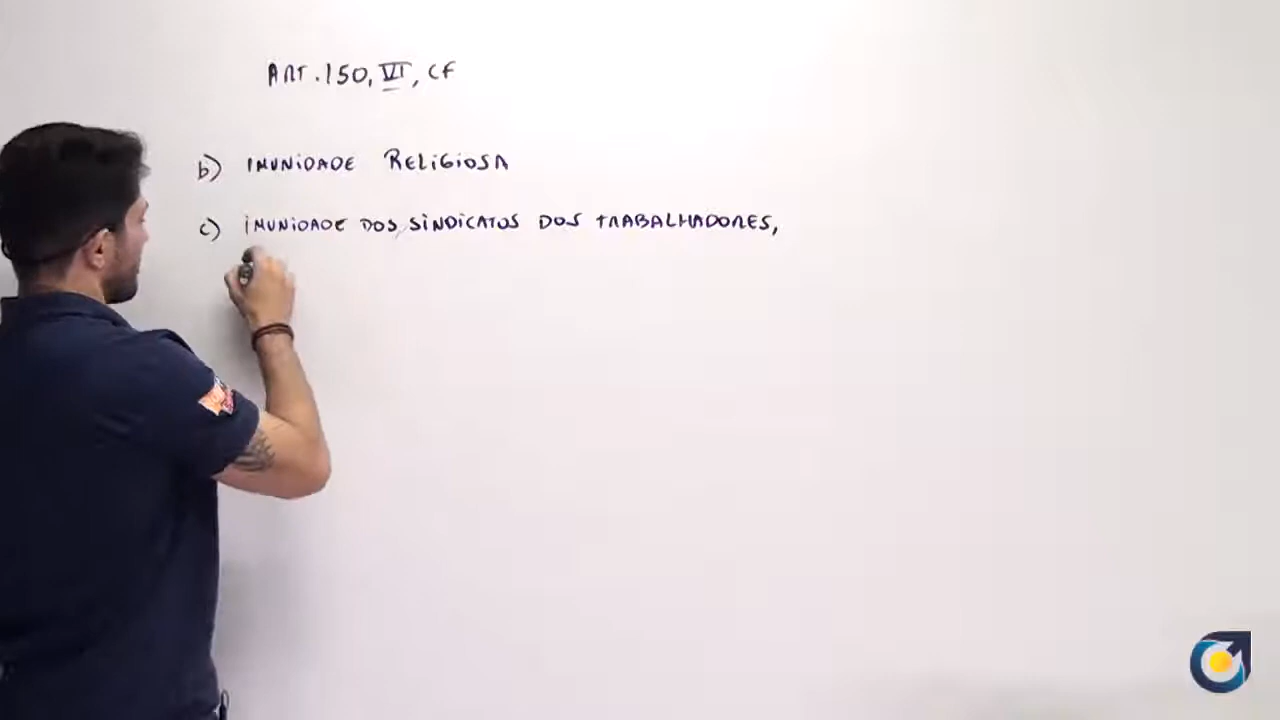 ART. 150, VI, CF
b) IMUNIDADE RELIGIOSA
c) IMUNIDADE DOS SINDICATOS DOS TRABALHADORES,